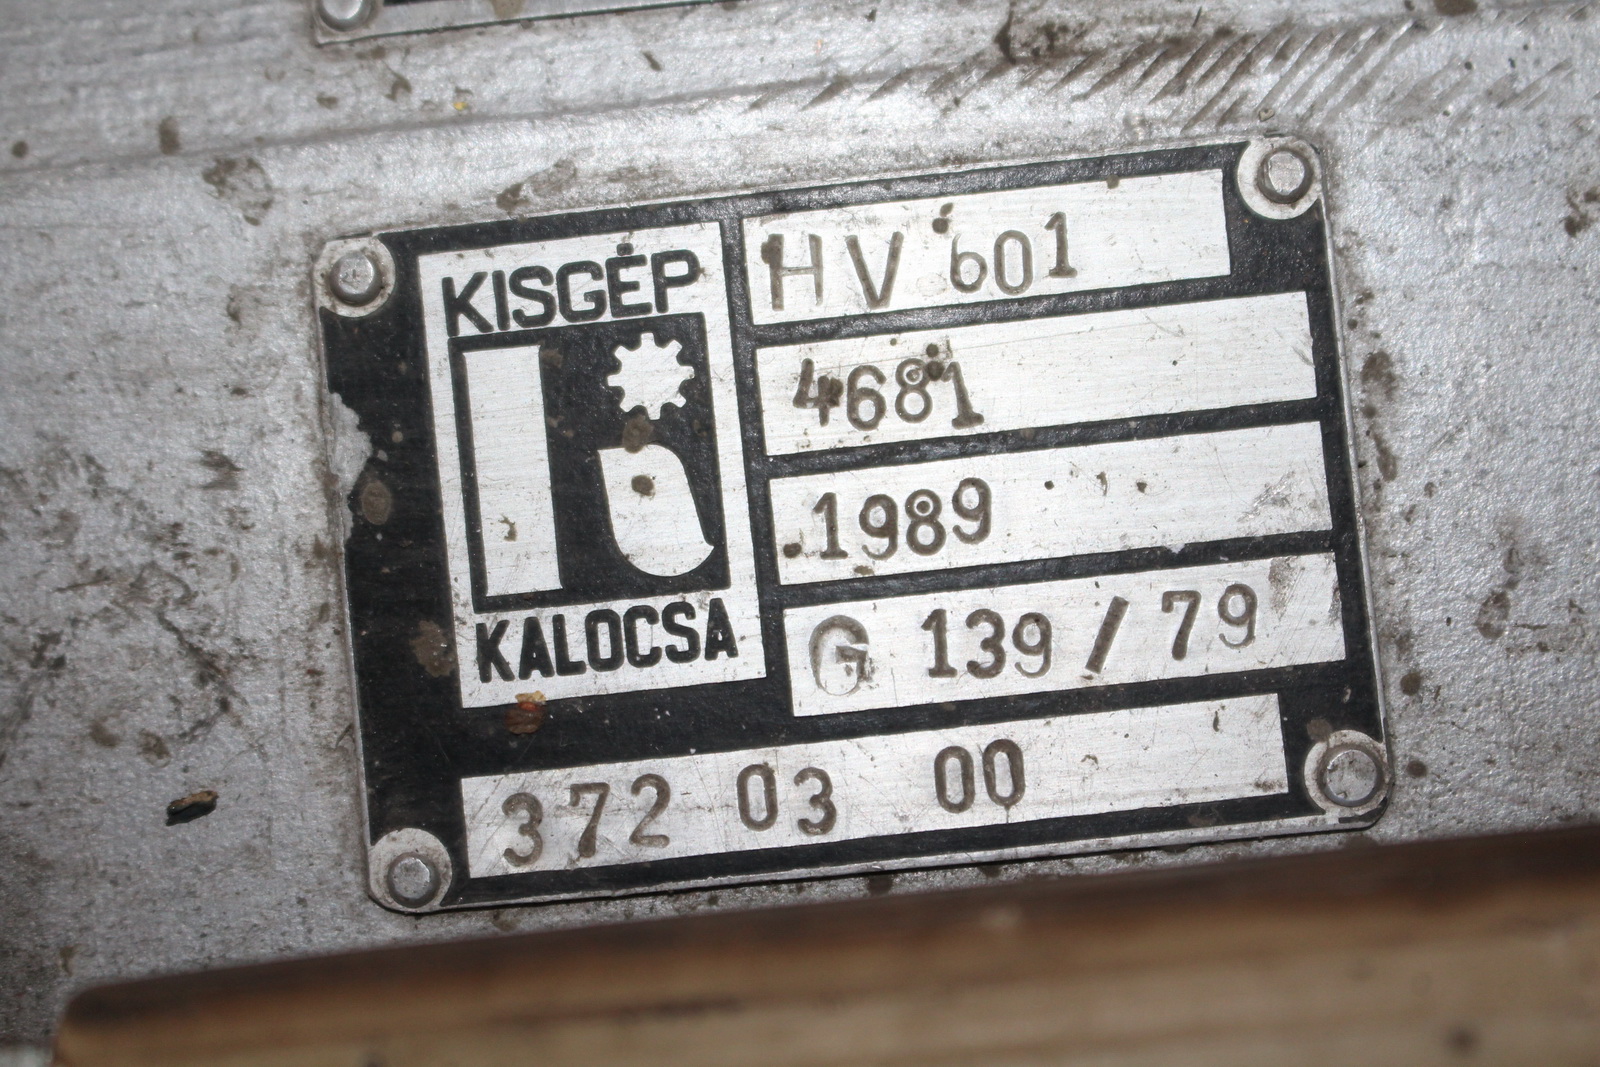 KISGÉP
KALOCSA
HV 601
4681
1989
G 139 / 79
372 03 00